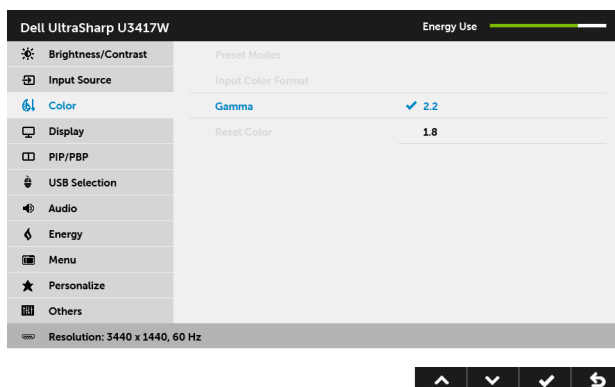 Dell UltraSharp U3417W Energy Use
Brightness/Contrast Preset Modes
Input Source Input Color Format
Color Gamma 2.2
Display Reset Color 1.8
PIP/PBP
USB Selection
Audio
Energy
Menu
Personalize
Others
Resolution: 3440 x 1440, 60 Hz